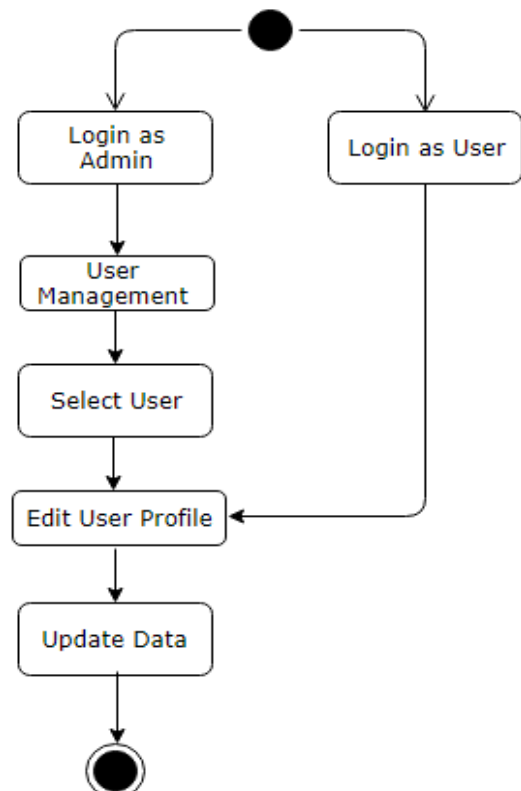 Login as
Admin
Login as User
User
Management
Select User
Edit User Profile
Update Data